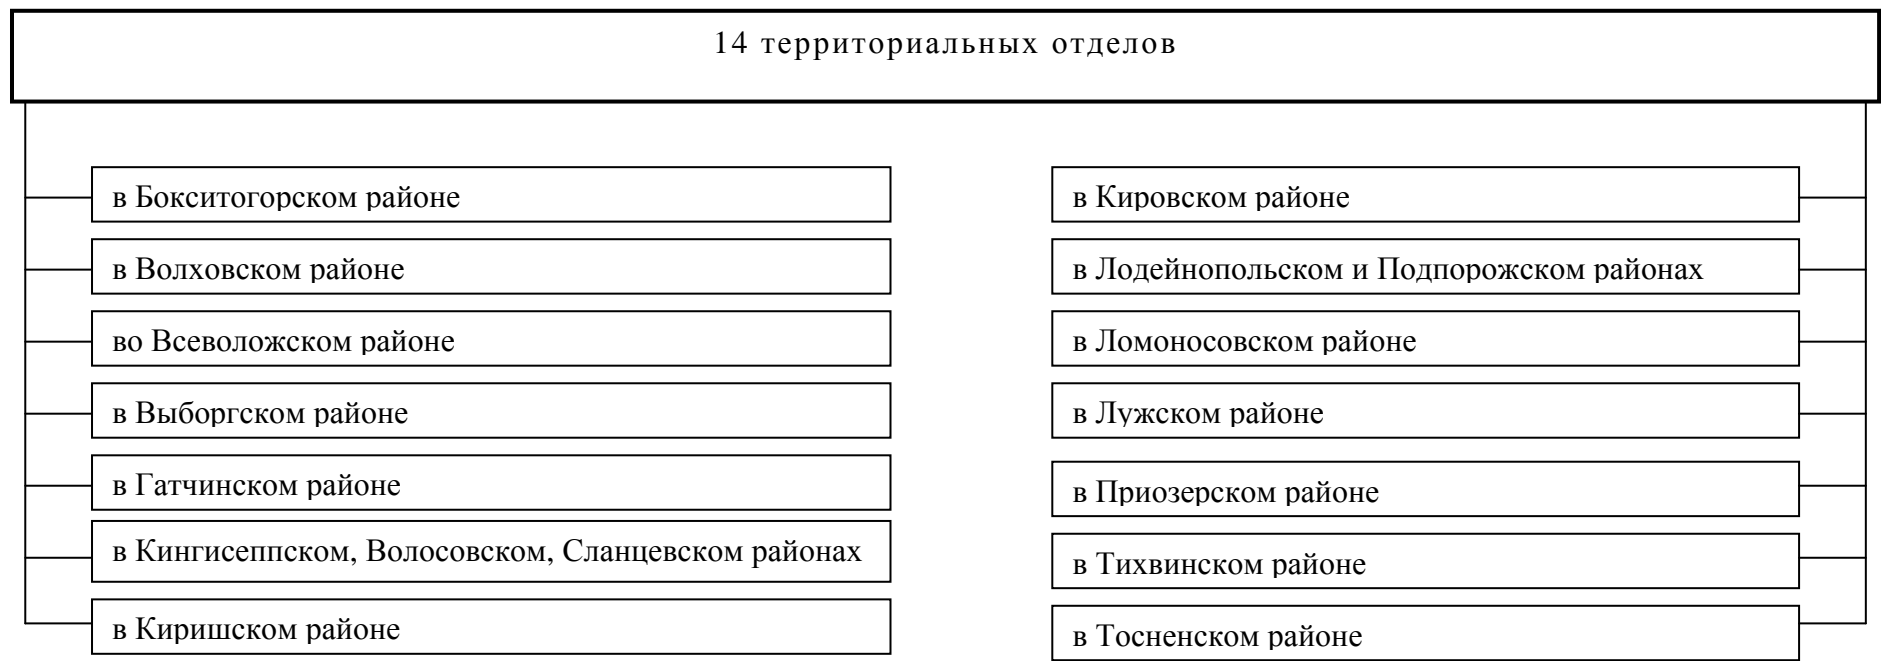 14 территориальных отделов
в Бокситогорском районе
в Волховском районе
во Всеволожском районе
в Выборгском районе
в Гатчинском районе
в Кингисеппском, Волосовском, Сланцевском районах
в Киришском районе
в Кировском районе
в Лодейнопольском и Подпорожском районах
в Ломоносовском районе
в Лужском районе
в Приозерском районе
в Тихвинском районе
в Тосненском районе